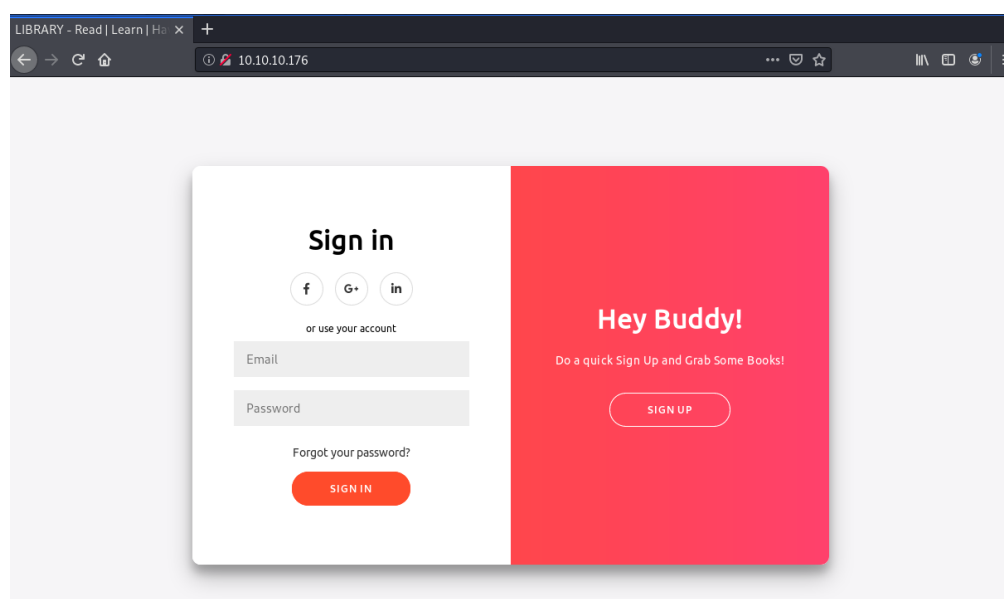 LIBRARY - Read | Learn | Ha
10.10.10.176
Sign in
f G+ in
or use your account
Email
Password
Forgot your password?
SIGN IN
Hey Buddy!
Do a quick Sign Up and Grab Some Books!
SIGN UP